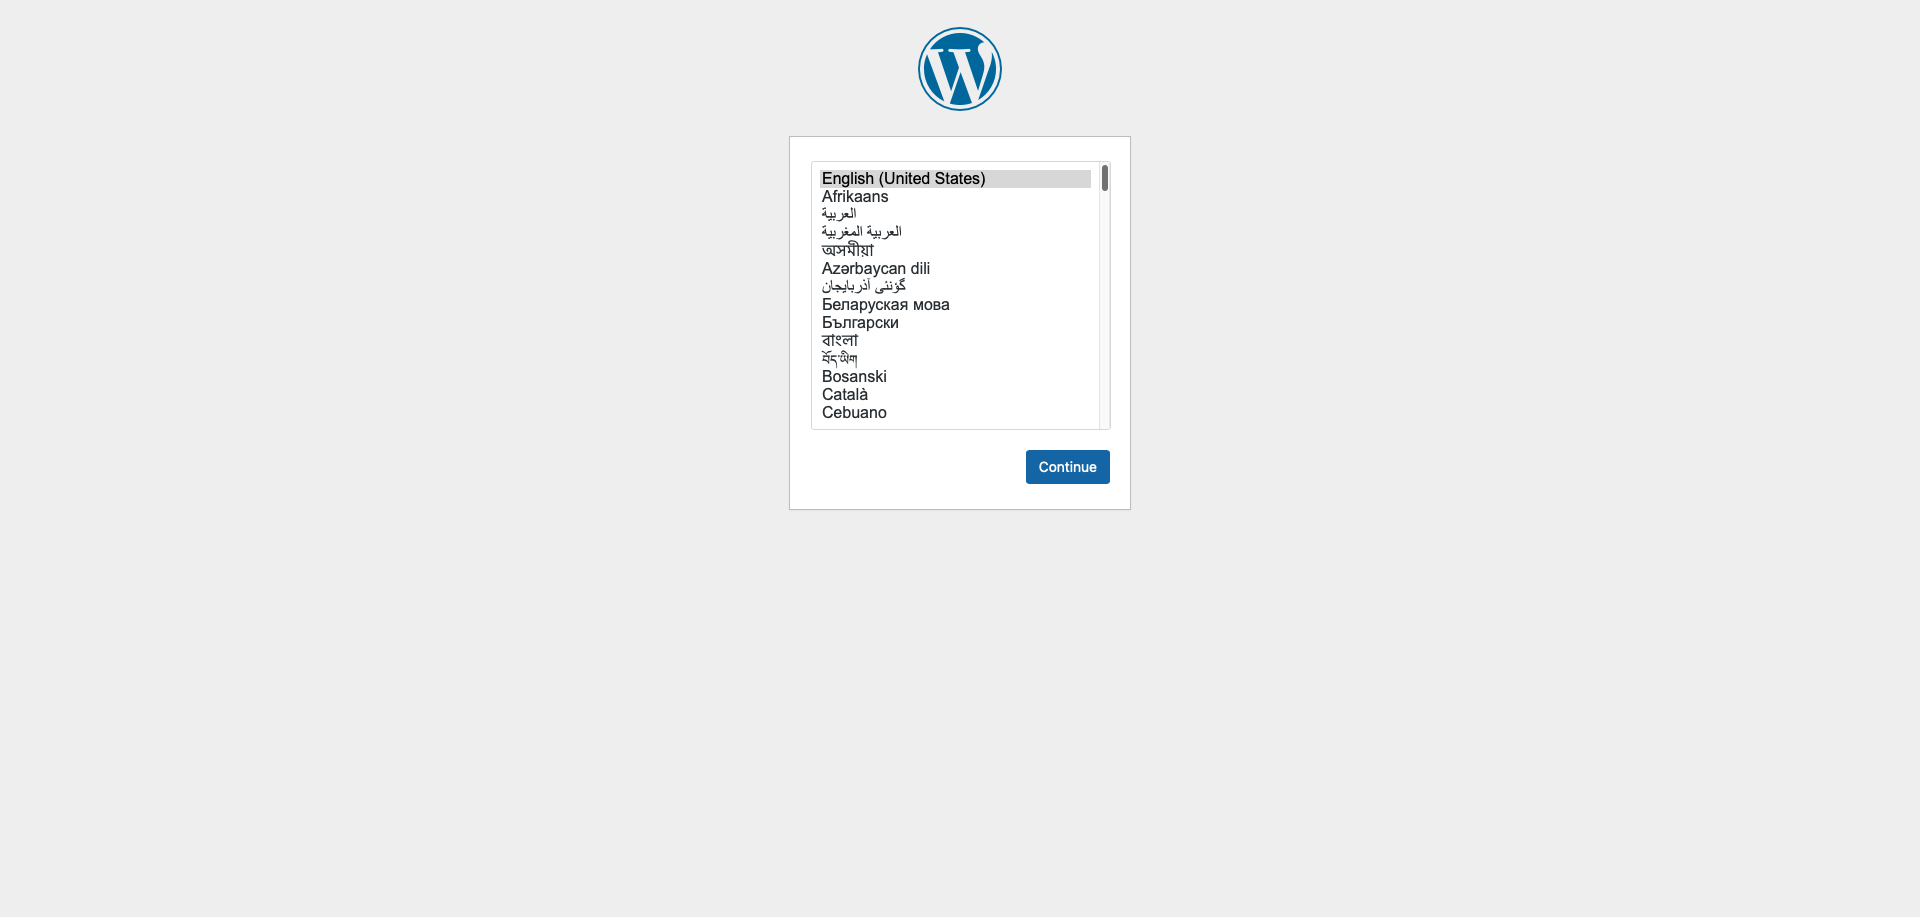 English (United States)
Afrikaans
العربية
العربية المغربية
অসমীয়া
Azərbaycan dili
گؤنئی آذربایجان
Беларуская мова
Български
বাংলা
བོད་ཡིག
Bosanski
Català
Cebuano
Continue